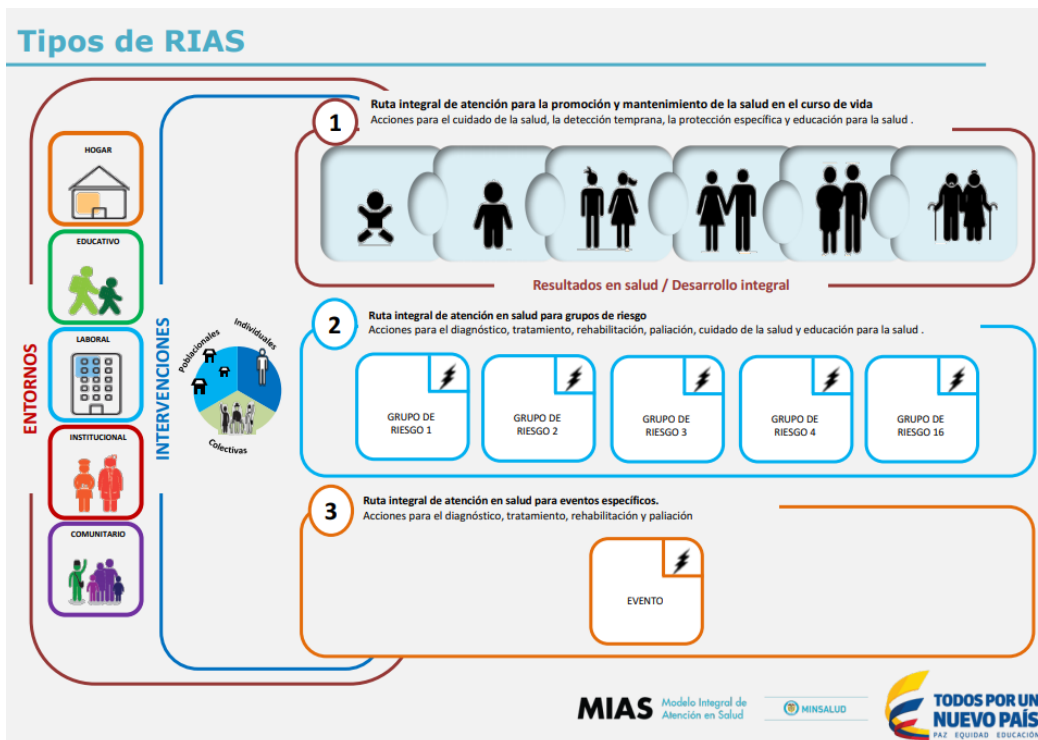 Tipos de RIAS
ENTORNOS
HOGAR
EDUCATIVO
LABORAL
INSTITUCIONAL
COMUNITARIO
INTERVENCIONES
Poblacionales
Individuales
Colectivas
1
Ruta integral de atención para la promoción y mantenimiento de la salud en el curso de vida
Acciones para el cuidado de la salud, la detección temprana, la protección específica y educación para la salud .
Resultados en salud / Desarrollo integral
2
Ruta integral de atención en salud para grupos de riesgo
Acciones para el diagnóstico, tratamiento, rehabilitación, paliación, cuidado de la salud y educación para la salud .
GRUPO DE
RIESGO 1
GRUPO DE
RIESGO 2
GRUPO DE
RIESGO 3
GRUPO DE
RIESGO 4
GRUPO DE
RIESGO 16
3
Ruta integral de atención en salud para eventos específicos.
Acciones para el diagnóstico, tratamiento, rehabilitación y paliación
EVENTO
MIAS
Modelo Integral de
Atención en Salud
MINSALUD
TODOS POR UN
NUEVO PAÍS
PAZ EQUIDAD EDUCACIÓN